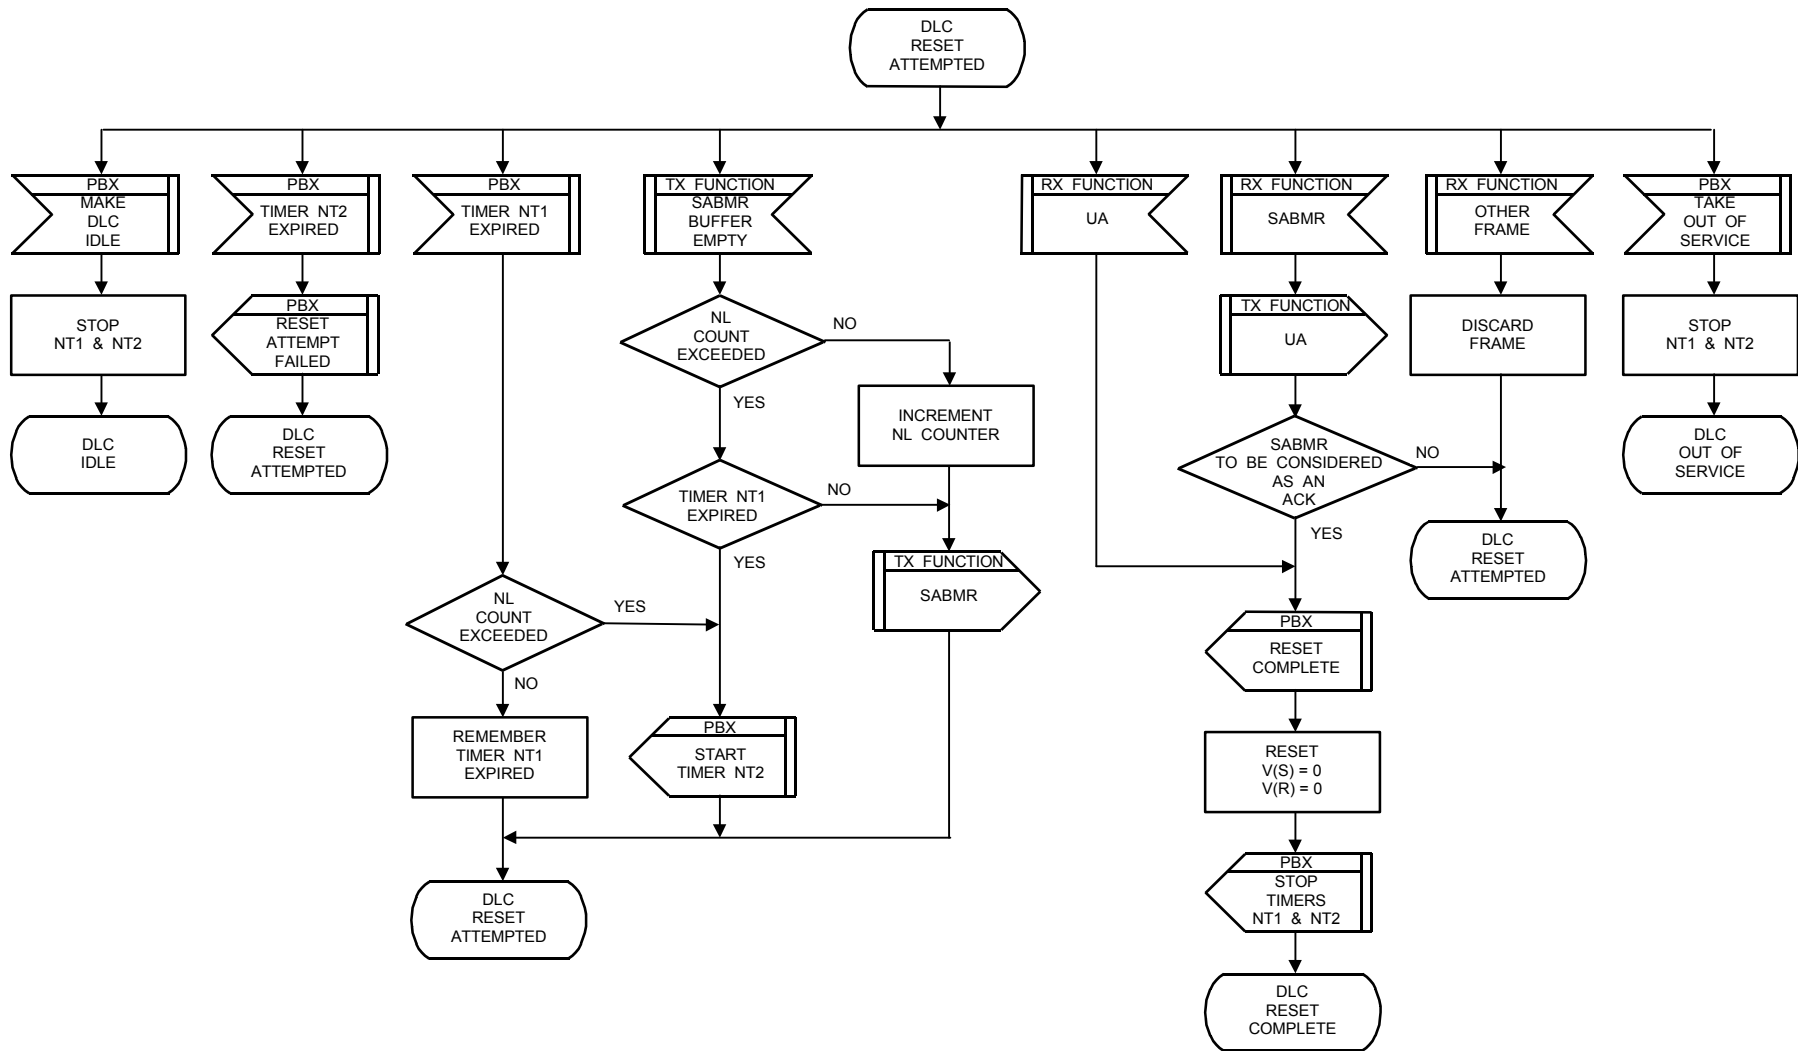 DLC
RESET
ATTEMPTED
PBX
MAKE
DLC
IDLE
STOP
NT1 & NT2
DLC
IDLE
PBX
TIMER NT2
EXPIRED
PBX
RESET
ATTEMPT
FAILED
DLC
RESET
ATTEMPTED
PBX
TIMER NT1
EXPIRED
NL
COUNT
EXCEEDED
YES
NO
REMEMBER
TIMER NT1
EXPIRED
DLC
RESET
ATTEMPTED
TX FUNCTION
SABMR
BUFFER
EMPTY
NL
COUNT
EXCEEDED
NO
YES
INCREMENT
NL COUNTER
TIMER NT1
EXPIRED
NO
YES
TX FUNCTION
SABMR
PBX
START
TIMER NT2
RX FUNCTION
UA
RX FUNCTION
SABMR
TX FUNCTION
UA
SABMR
TO BE CONSIDERED
AS AN
ACK
NO
YES
PBX
RESET
COMPLETE
RESET
V(S) = 0
V(R) = 0
PBX
STOP
TIMERS
NT1 & NT2
DLC
RESET
COMPLETE
RX FUNCTION
OTHER
FRAME
DISCARD
FRAME
DLC
RESET
ATTEMPTED
PBX
TAKE
OUT OF
SERVICE
STOP
NT1 & NT2
DLC
OUT OF
SERVICE